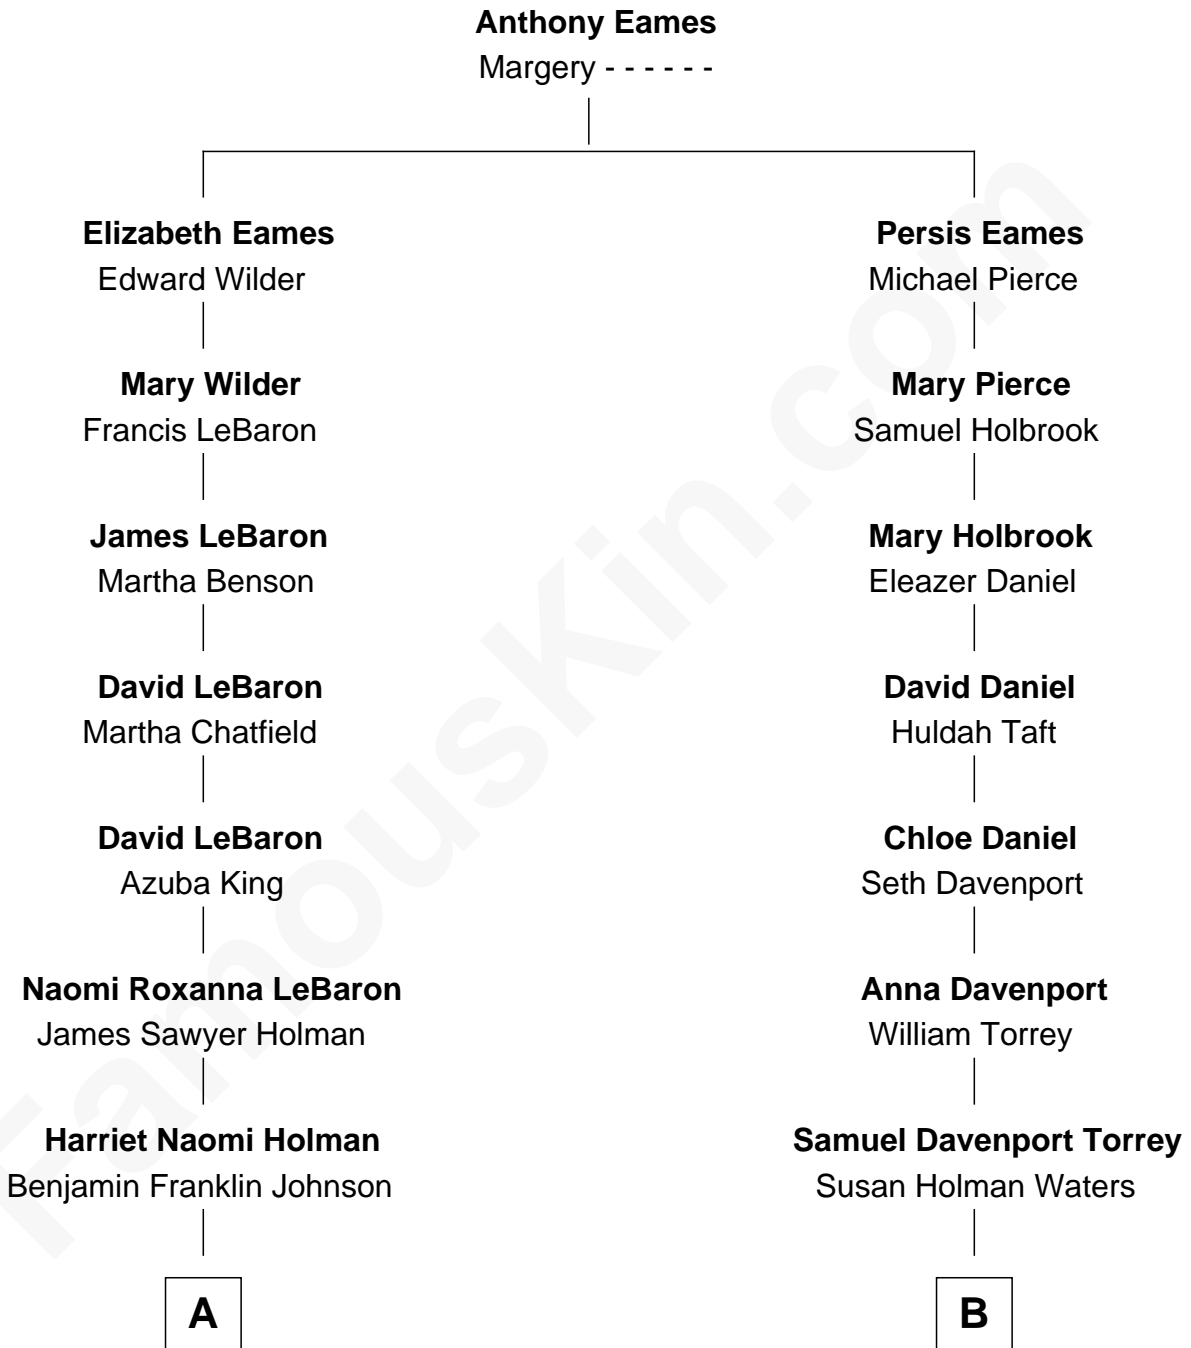 Anthony Eames
Margery - - - - - -
Elizabeth Eames
Edward Wilder
Persis Eames
Michael Pierce
Mary Wilder
Francis LeBaron
Mary Pierce
Samuel Holbrook
James LeBaron
Martha Benson
Mary Holbrook
Eleazer Daniel
David LeBaron
Martha Chatfield
David Daniel
Huldah Taft
David LeBaron
Azuba King
Chloe Daniel
Seth Davenport
Naomi Roxanna LeBaron
James Sawyer Holman
Anna Davenport
William Torrey
Harriet Naomi Holman
Benjamin Franklin Johnson
Samuel Davenport Torrey
Susan Holman Waters
A
B
FamousKin.com